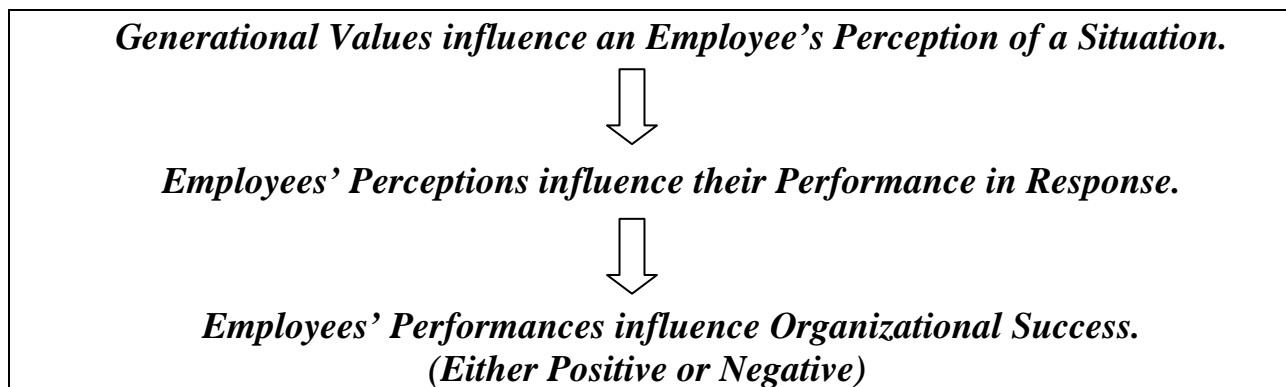 Generational Values influence an Employee’s Perception of a Situation.
Employees’ Perceptions influence their Performance in Response.
Employees’ Performances influence Organizational Success.
(Either Positive or Negative)